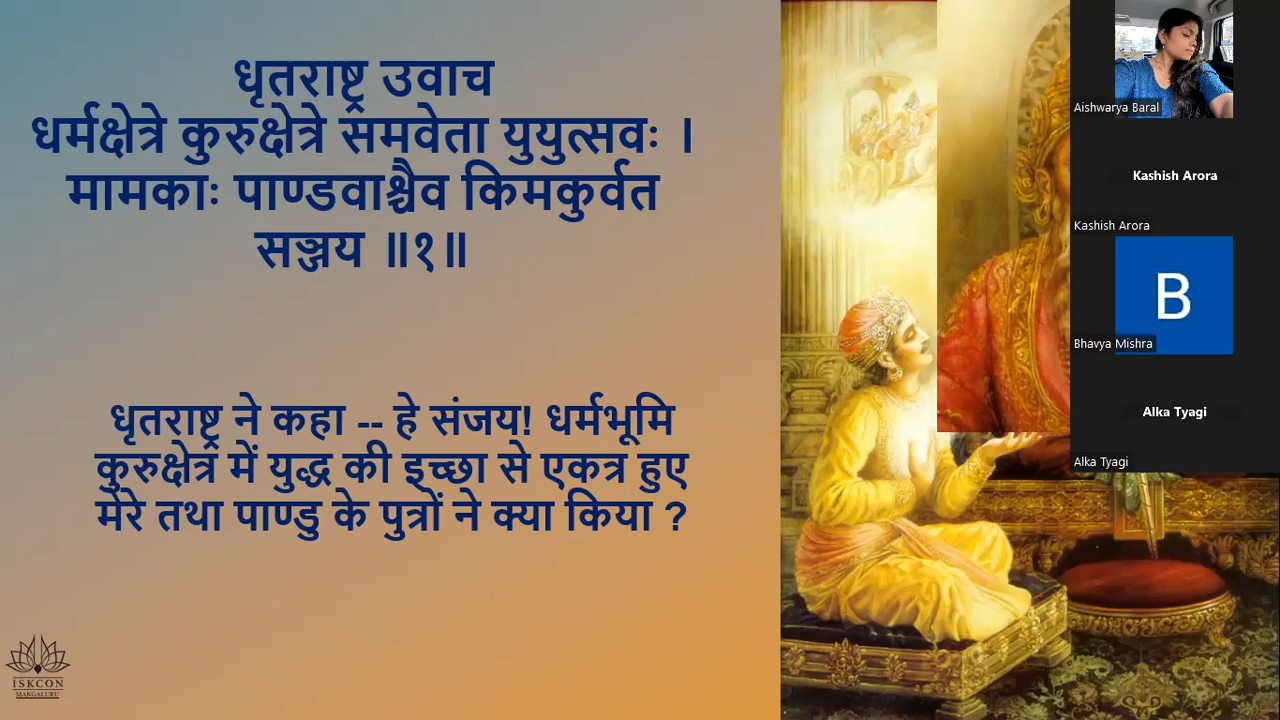 धृतराष्ट्र उवाच
धर्मक्षेत्रे कुरुक्षेत्रे समवेता युयुत्सवः ।
मामकाः पाण्डवाश्चैव किमकुर्वत
सञ्जय ॥१॥
धृतराष्ट्र ने कहा -- हे संजय! धर्मभूमि
कुरुक्षेत्र में युद्ध की इच्छा से एकत्र हुए
मेरे तथा पाण्डु के पुत्रों ने क्या किया ?
ISKCON
MANGALURU
Aishwarya Baral
Kashish Arora
Kashish Arora
B
Bhavya Mishra
Alka Tyagi
Alka Tyagi